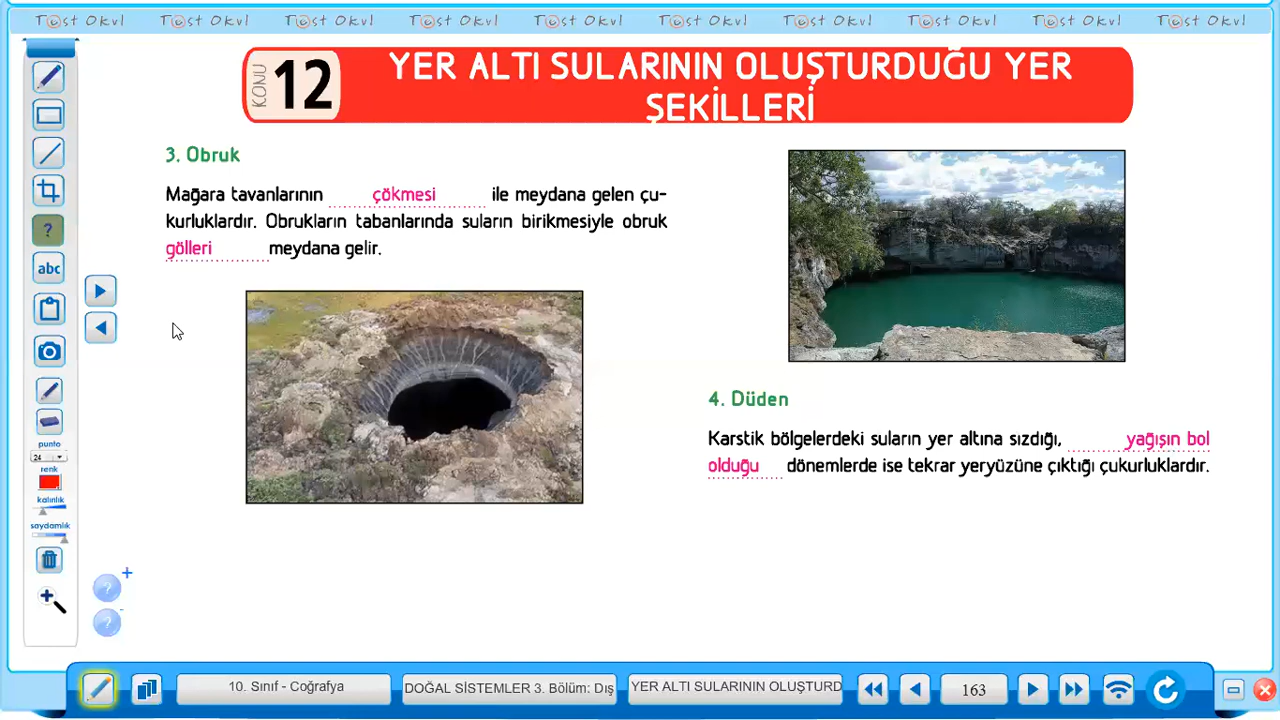 Test Okul Test Okul Test Okul Test Okul Test Okul Test Okul Test Okul Test Okul Test Okul Test Okul
KONU 12
YER ALTI SULARININ OLUŞTURDUĞU YER
ŞEKİLLERİ
3. Obruk
Mağara tavanlarının çökmesi ile meydana gelen çu-
kurluklardır. Obrukların tabanlarında suların birikmesiyle obruk
gölleri meydana gelir.
4. Düden
Karstik bölgelerdeki suların yer altına sızdığı, yağışın bol
olduğu dönemlerde ise tekrar yeryüzüne çıktığı çukurluklardır.
?
abc
punto
24
renk
kalınlık
saydamlık
? +
? -
10. Sınıf - Coğrafya
DOĞAL SİSTEMLER 3. Bölüm: Dış
YER ALTI SULARININ OLUŞTURD
163